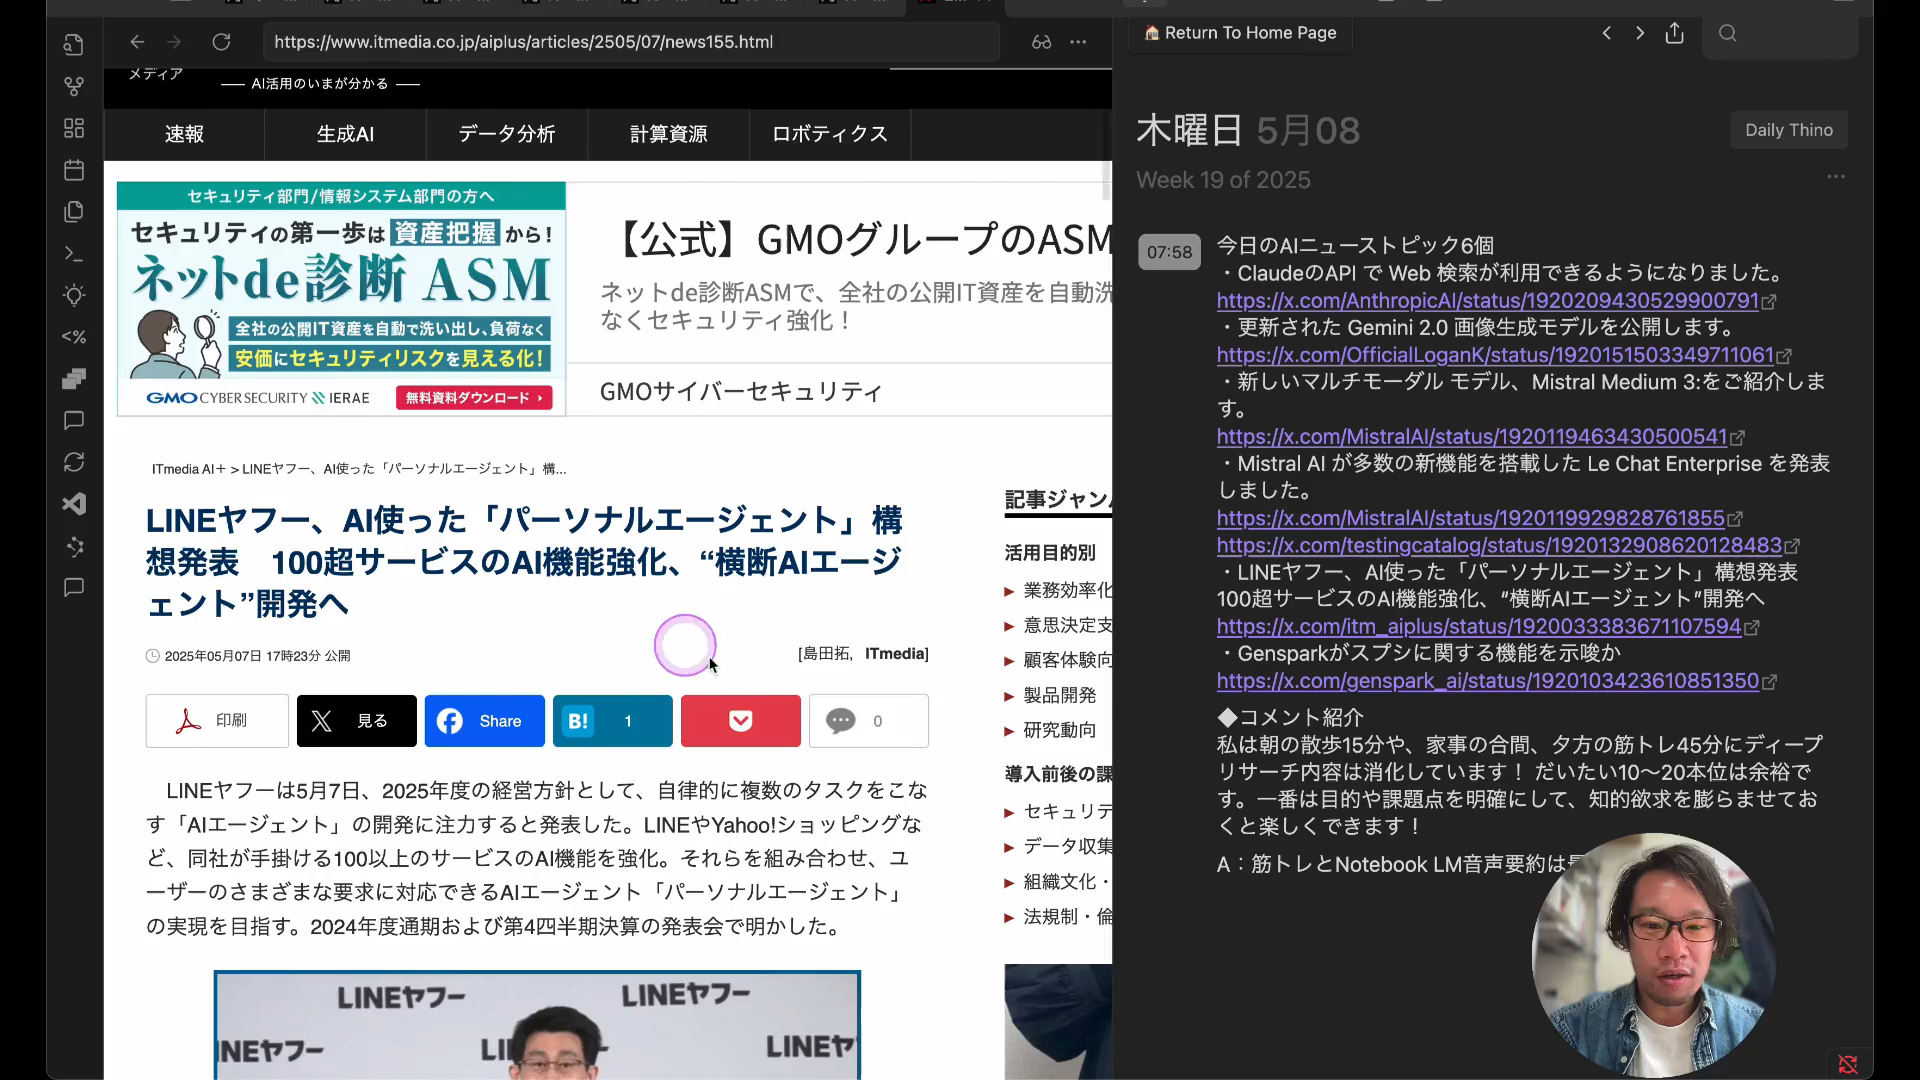 https://www.itmedia.co.jp/aiplus/articles/2505/07/news155.html
メディア
AI活用のいまが分かる
速報
生成AI
データ分析
計算資源
ロボティクス
セキュリティ部門/情報システム部門の方へ
セキュリティの第一歩は 資産把握 から!
ネットde診断 ASM
全社の公開IT資産を自動で洗い出し、負荷なく
安価にセキュリティリスクを見える化!
GMO CYBER SECURITY IERAE
無料資料ダウンロード
【公式】GMOグループのASM
ネットde診断ASMで、全社の公開IT資産を自動洗
なくセキュリティ強化！
GMOサイバーセキュリティ
ITmedia AI＋ > LINEヤフー、AI使った「パーソナルエージェント」構...
LINEヤフー、AI使った「パーソナルエージェント」構
想発表　100超サービスのAI機能強化、“横断AIエージ
ェント”開発へ
2025年05月07日 17時23分 公開
[島田拓, ITmedia]
印刷
見る
Share
B! 1
0
LINEヤフーは5月7日、2025年度の経営方針として、自律的に複数のタスクをこな
す「AIエージェント」の開発に注力すると発表した。LINEやYahoo!ショッピングな
ど、同社が手掛ける100以上のサービスのAI機能を強化。それらを組み合わせ、ユ
ーザーのさまざまな要求に対応できるAIエージェント「パーソナルエージェント」
の実現を目指す。2024年度通期および第4四半期決算の発表会で明かした。
LINEヤフー
LINEヤフー
INEヤフー
LI
LINEヤ
記事ジャン
活用目的別
業務効率化
意思決定支
顧客体験向
製品開発
研究動向
導入前後の課
セキュリテ
データ収集
組織文化・
法規制・倫
Return To Home Page
木曜日 5月08
Daily Thino
Week 19 of 2025
07:58
今日のAIニューストピック6個
・ClaudeのAPI で Web 検索が利用できるようになりました。
https://x.com/AnthropicAI/status/1920209430529900791
・更新された Gemini 2.0 画像生成モデルを公開します。
https://x.com/OfficialLoganK/status/1920151503349711061
・新しいマルチモーダル モデル、Mistral Medium 3:をご紹介しま
す。
https://x.com/MistralAI/status/1920119463430500541
・Mistral AI が多数の新機能を搭載した Le Chat Enterprise を発表
しました。
https://x.com/MistralAI/status/1920119929828761855
https://x.com/testingcatalog/status/1920132908620128483
・LINEヤフー、AI使った「パーソナルエージェント」構想発表
100超サービスのAI機能強化、“横断AIエージェント”開発へ
https://x.com/itm_aiplus/status/1920033383671107594
・Gensparkがスプシに関する機能を示唆か
https://x.com/genspark_ai/status/1920103423610851350
◆コメント紹介
私は朝の散歩15分や、家事の合間、夕方の筋トレ45分にディープ
リサーチ内容は消化しています！ だいたい10〜20本位は余裕で
す。一番は目的や課題点を明確にして、知的欲求を膨らませてお
くと楽しくできます！
A：筋トレとNotebook LM音声要約は